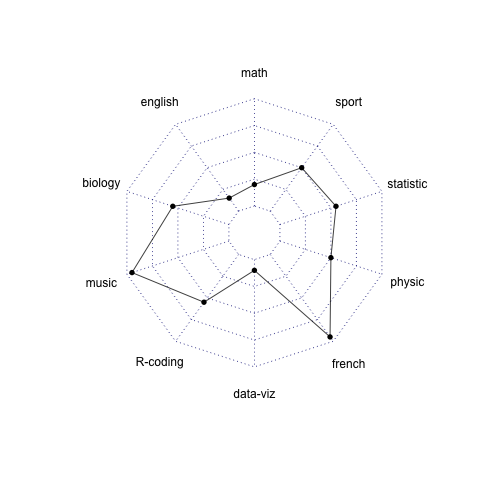 math
english
sport
biology
statistic
music
physic
R-coding
french
data-viz